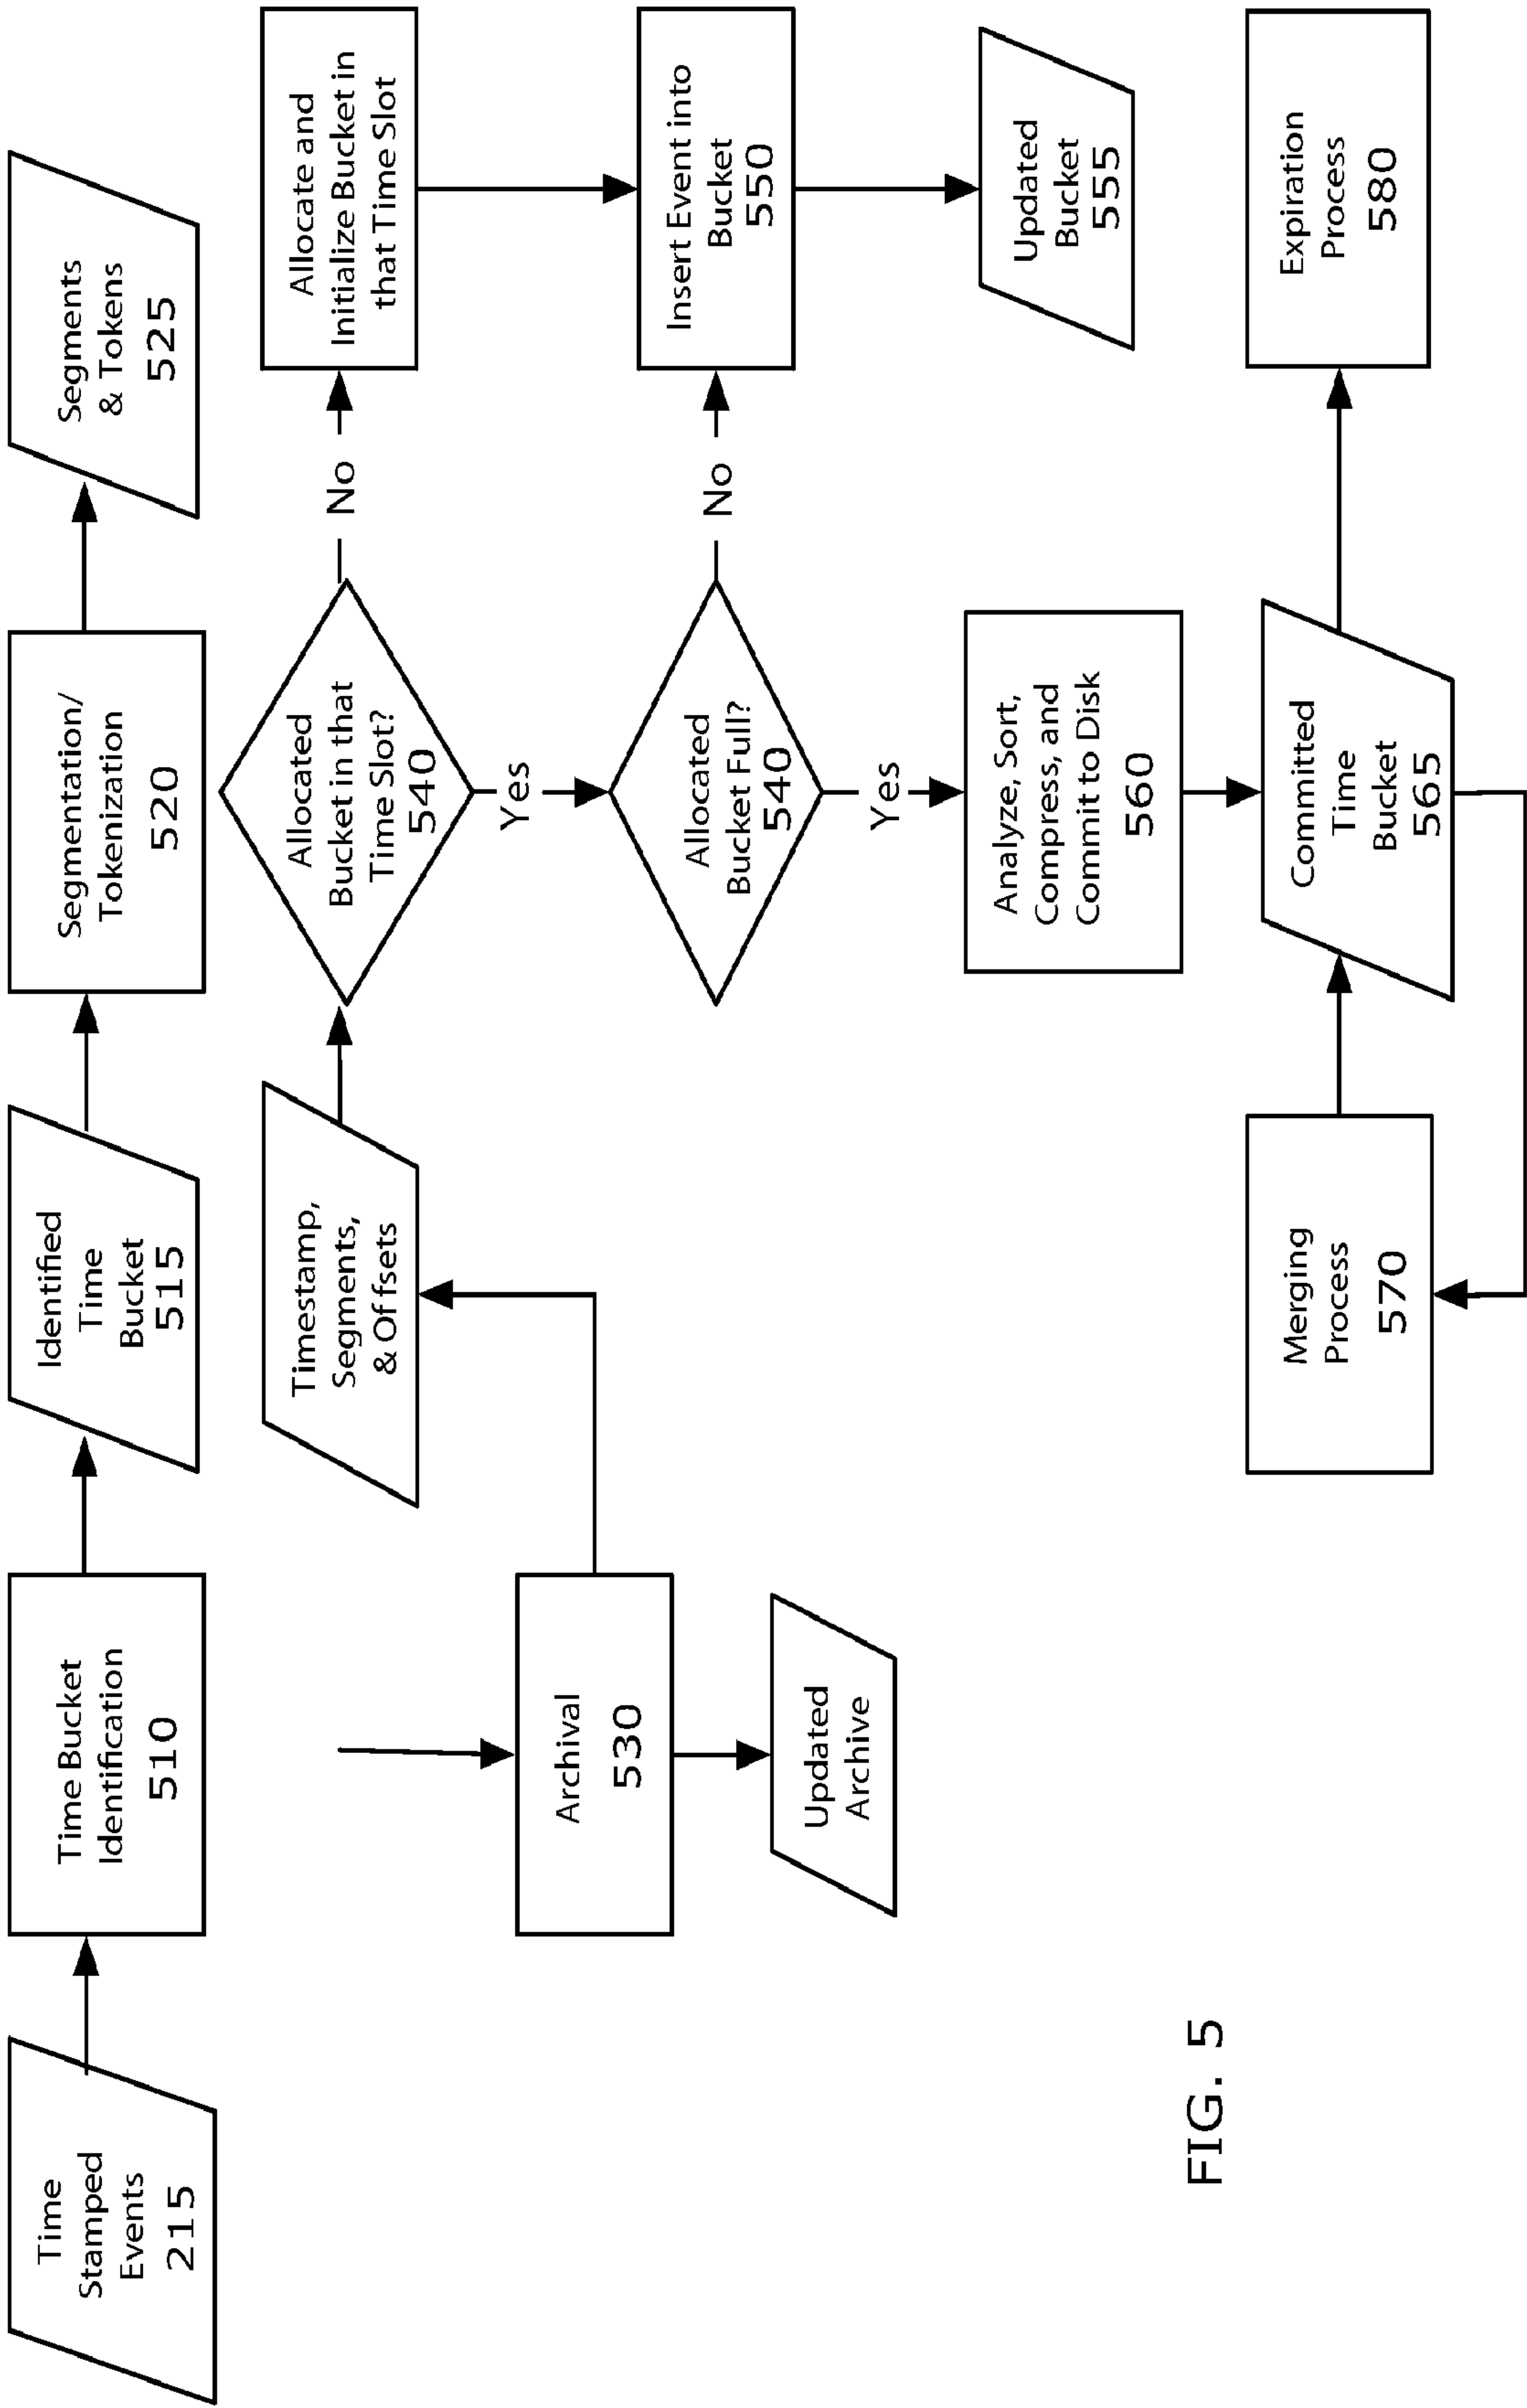 Time
Stamped
Events
215
Time Bucket
Identification
510
Identified
Time
Bucket
515
Segmentation/
Tokenization
520
Segments
& Tokens
525
Archival
530
Updated
Archive
Timestamp,
Segments,
& Offsets
Allocated
Bucket in that
Time Slot?
540
No
Allocate and
Initialize Bucket in
that Time Slot
Yes
Allocated
Bucket Full?
540
No
Insert Event into
Bucket
550
Updated
Bucket
555
Yes
Analyze, Sort,
Compress, and
Commit to Disk
560
Merging
Process
570
Committed
Time
Bucket
565
Expiration
Process
580
FIG. 5